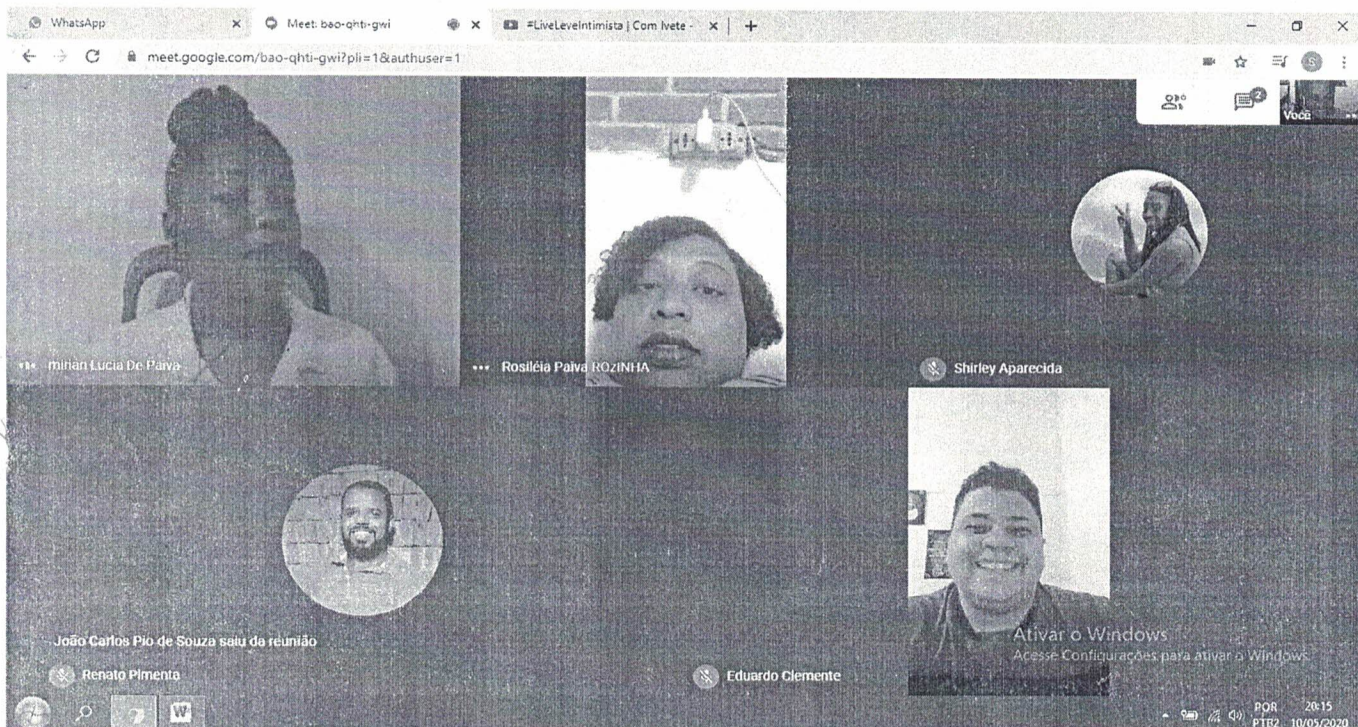 WhatsApp
Meet: bao-qhti-gwi
#LiveLeveIntimista | Com Ivete -
meet.google.com/bao-qhti-gwi?pli=1&authuser=1
S
2
Você
mirian Lucia De Paiva
Rosiléia Paiva ROZINHA
Shirley Aparecida
João Carlos Pio de Souza saiu da reunião
Renato Pimenta
Eduardo Clemente
Ativar o Windows
Acesse Configurações para ativar o Windows.
W
POR
PTB2
20:15
10/05/2020